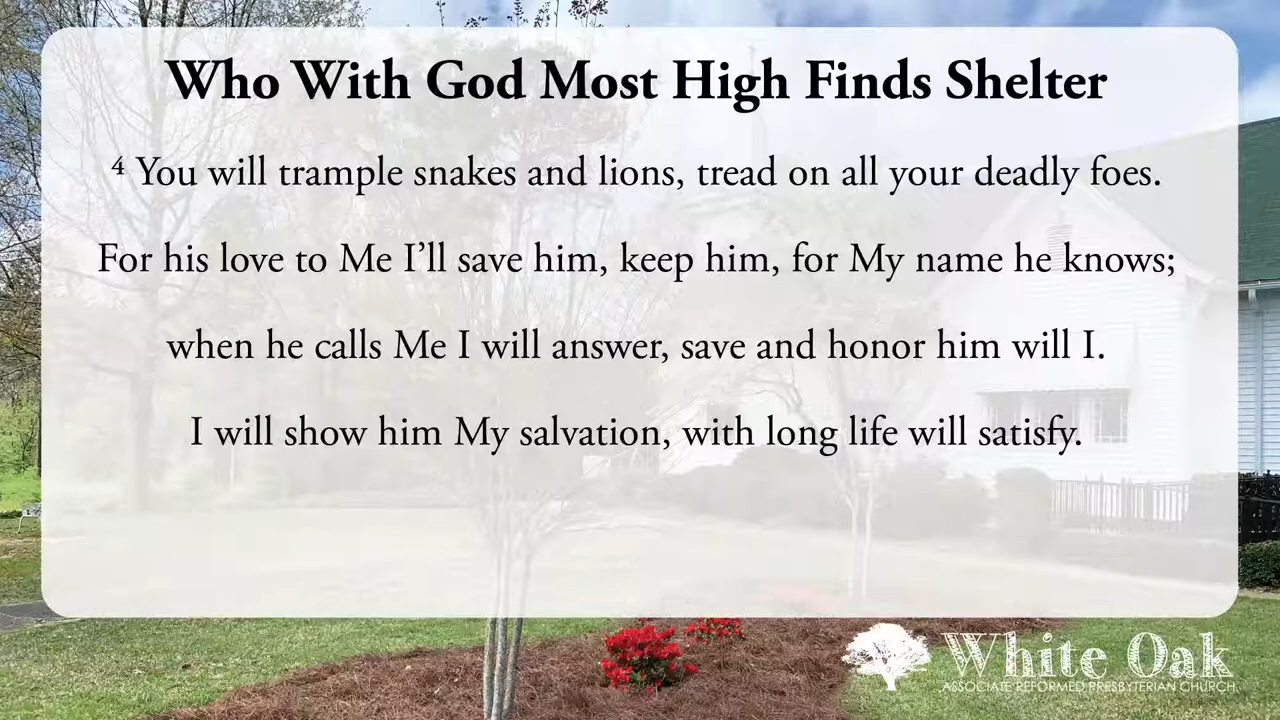 Who With God Most High Finds Shelter
⁴ You will trample snakes and lions, tread on all your deadly foes.
For his love to Me I’ll save him, keep him, for My name he knows;
when he calls Me I will answer, save and honor him will I.
I will show him My salvation, with long life will satisfy.
White Oak
ASSOCIATE REFORMED PRESBYTERIAN CHURCH